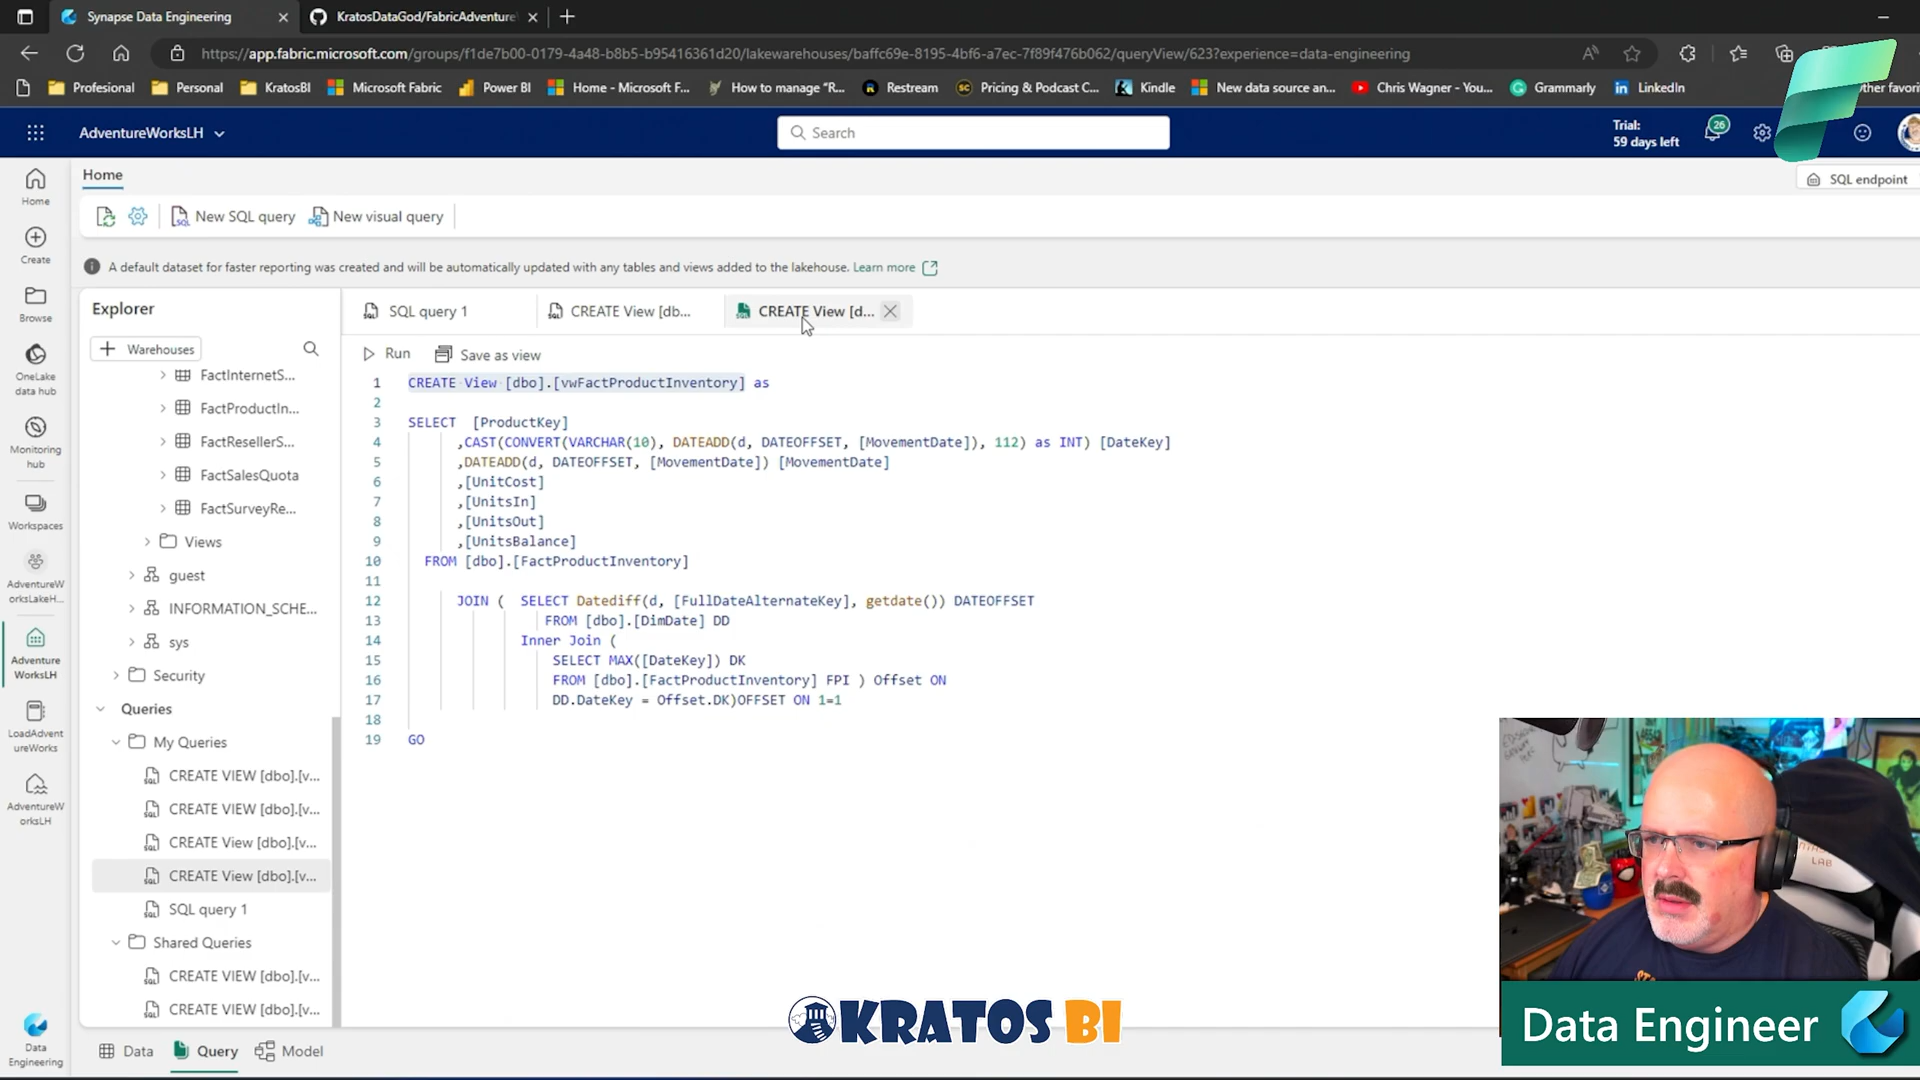 Synapse Data Engineering
KratosDataGod/FabricAdventure
https://app.fabric.microsoft.com/groups/f1de7b00-0179-4a48-b8b5-b95416361d20/lakewarehouses/baffc69e-8195-4bf6-a7ec-7f89f476b062/queryView/623?experience=data-engineering
Profesional Personal KratosBI Microsoft Fabric Power BI Home - Microsoft F... How to manage "R... Restream Pricing & Podcast C... Kindle New data source an... Chris Wagner - You... Grammarly LinkedIn ther favori
AdventureWorksLH
Search
Trial:
59 days left
26
Home
SQL endpoint
New SQL query
New visual query
A default dataset for faster reporting was created and will be automatically updated with any tables and views added to the lakehouse. Learn more
Home
Create
Browse
OneLake
data hub
Monitoring
hub
Workspaces
AdventureW
orksLakeH...
Adventure
WorksLH
LoadAdvent
ureWorks
AdventureW
orksLH
Data
Engineering
Explorer
Warehouses
FactInternetS...
FactProductIn...
FactResellerS...
FactSalesQuota
FactSurveyRe...
Views
guest
INFORMATION_SCHE...
sys
Security
Queries
My Queries
CREATE VIEW [dbo].[v...
CREATE VIEW [dbo].[v...
CREATE View [dbo].[v...
CREATE View [dbo].[v...
SQL query 1
Shared Queries
CREATE VIEW [dbo].[v...
CREATE VIEW [dbo].[v...
SQL query 1
CREATE View [db...
CREATE View [d...
Run
Save as view
1 CREATE View [dbo].[vwFactProductInventory] as
2
3 SELECT [ProductKey]
4 ,CAST(CONVERT(VARCHAR(10), DATEADD(d, DATEOFFSET, [MovementDate]), 112) as INT) [DateKey]
5 ,DATEADD(d, DATEOFFSET, [MovementDate]) [MovementDate]
6 ,[UnitCost]
7 ,[UnitsIn]
8 ,[UnitsOut]
9 ,[UnitsBalance]
10 FROM [dbo].[FactProductInventory]
11
12 JOIN ( SELECT Datediff(d, [FullDateAlternateKey], getdate()) DATEOFFSET
13 FROM [dbo].[DimDate] DD
14 Inner Join (
15 SELECT MAX([DateKey]) DK
16 FROM [dbo].[FactProductInventory] FPI ) Offset ON
17 DD.DateKey = Offset.DK)OFFSET ON 1=1
18
19 GO
Data
Query
Model
KRATOS BI
LAB
Data Engineer